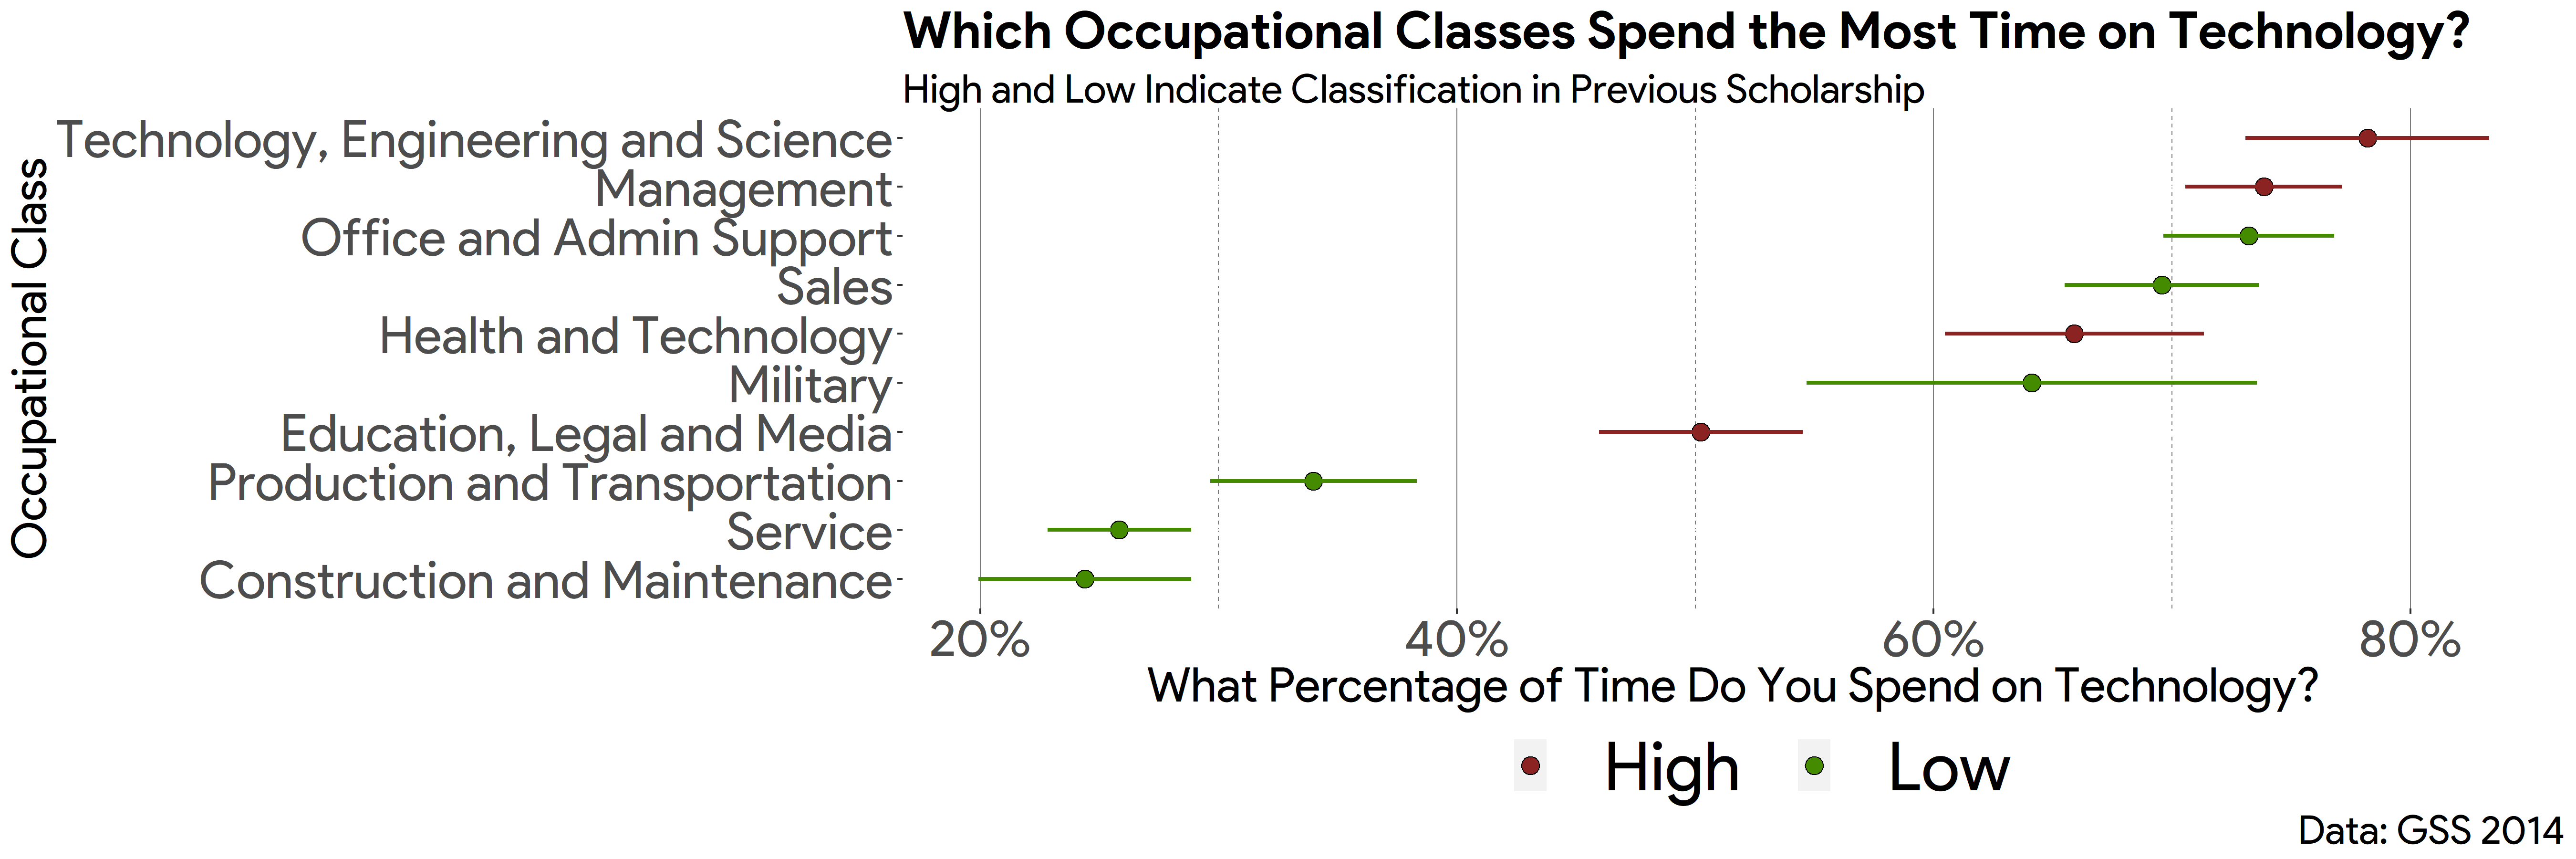 Which Occupational Classes Spend the Most Time on Technology?
High and Low Indicate Classification in Previous Scholarship
Occupational Class
Technology, Engineering and Science
Management
Office and Admin Support
Sales
Health and Technology
Military
Education, Legal and Media
Production and Transportation
Service
Construction and Maintenance
20% 40% 60% 80%
What Percentage of Time Do You Spend on Technology?
High Low
Data: GSS 2014